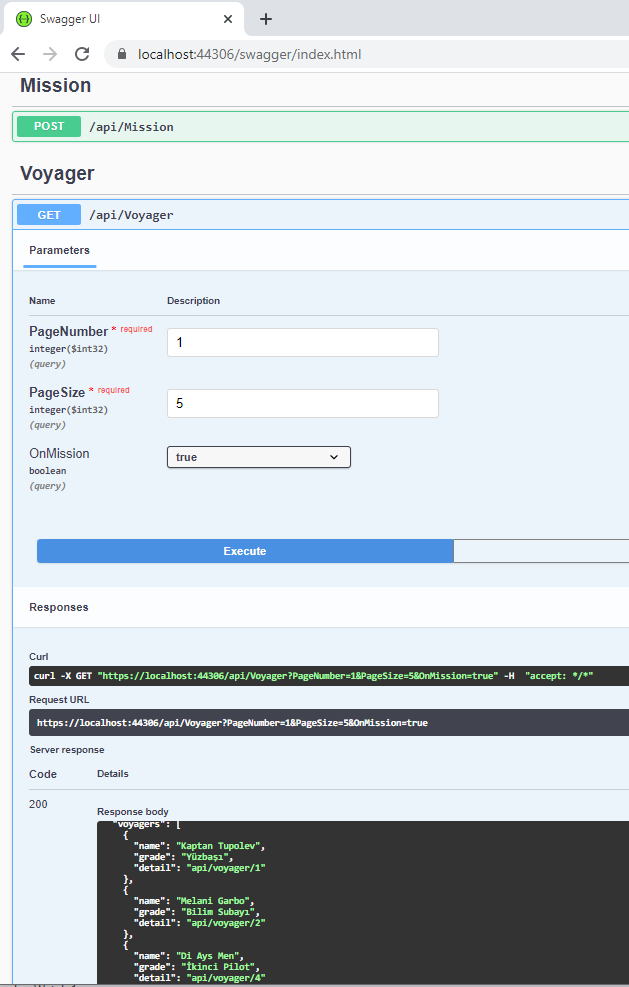 Swagger UI
localhost:44306/swagger/index.html
Mission
POST /api/Mission
Voyager
GET /api/Voyager
Parameters
Name Description
PageNumber * required
integer($int32)
(query)
1
PageSize * required
integer($int32)
(query)
5
OnMission
boolean
(query)
true
Execute
Responses
Curl
curl -X GET "https://localhost:44306/api/Voyager?PageNumber=1&PageSize=5&OnMission=true" -H  "accept: */*"
Request URL
https://localhost:44306/api/Voyager?PageNumber=1&PageSize=5&OnMission=true
Server response
Code Details
200
Response body
"voyagers": [
{
"name": "Kaptan Tupolev",
"grade": "Yüzbaşı",
"detail": "api/voyager/1"
},
{
"name": "Melani Garbo",
"grade": "Bilim Subayı",
"detail": "api/voyager/2"
},
{
"name": "Di Ays Men",
"grade": "İkinci Pilot",
"detail": "api/voyager/4"